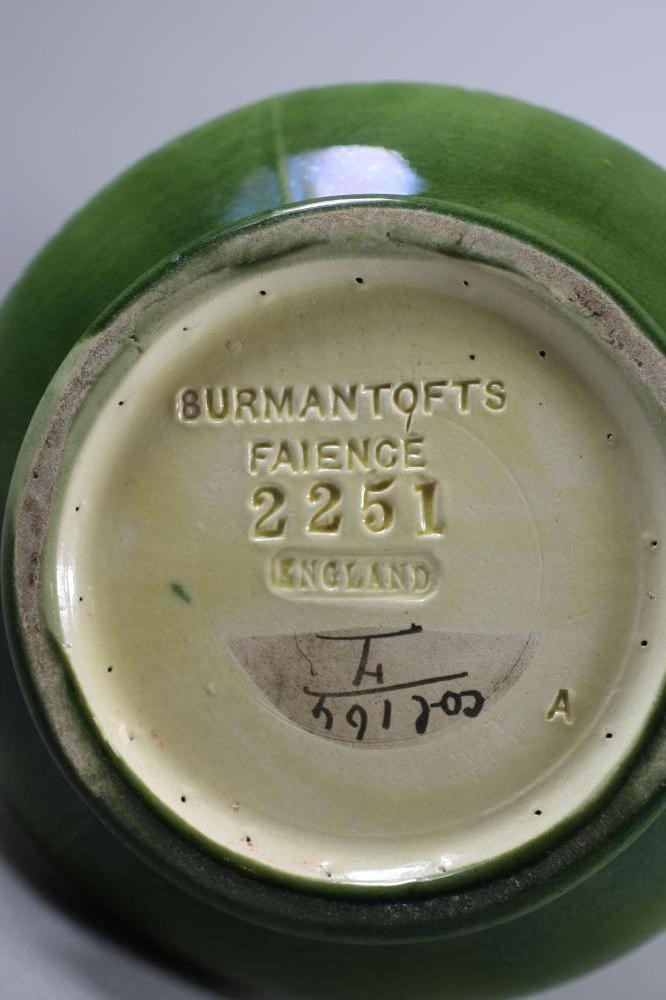 BURMANTOFTS
FAIENCE
2251
ENGLAND
A